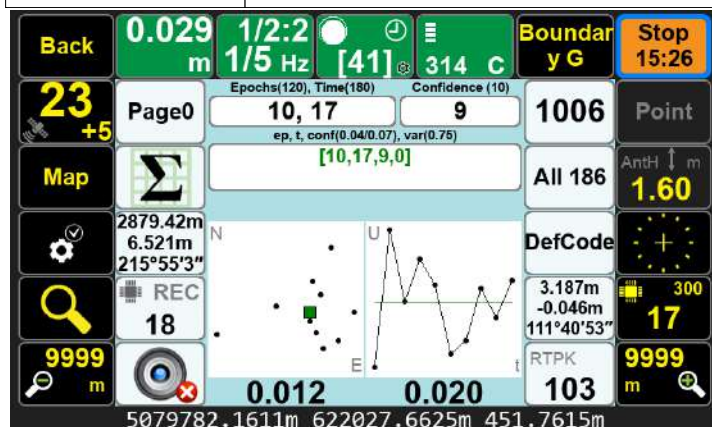 Back
0.029
m
1/2:2
1/5 Hz
[41]
314 C
Boundar
y G
Stop
15:26
23
+5
Page0
Epochs(120), Time(180)
Confidence (10)
10, 17
9
1006
Point
ep, t, conf(0.04/0.07), var(0.75)
[10,17,9,0]
Map
Σ
All 186
AntH m
1.60
2879.42m
6.521m
215°55'3"
N
E
U
t
DefCode
REC
18
3.187m
-0.046m
111°40'53"
300
17
9999
m
0.012
0.020
RTPK
103
9999
m
5079782.1611m 622027.6625m 451.7615m